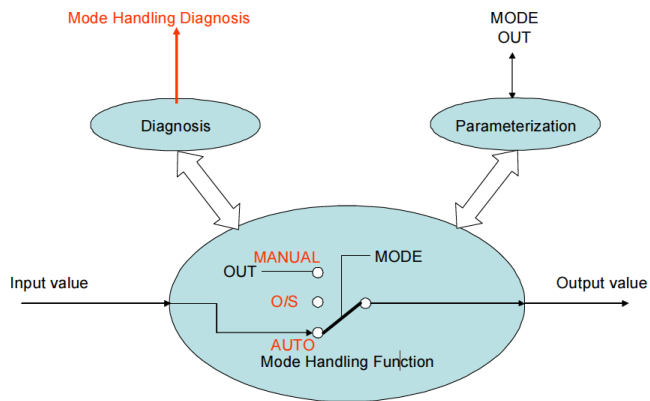 Mode Handling Diagnosis
MODE
OUT
Diagnosis
Parameterization
MANUAL
OUT
MODE
Input value
O/S
Output value
AUTO
Mode Handling Function